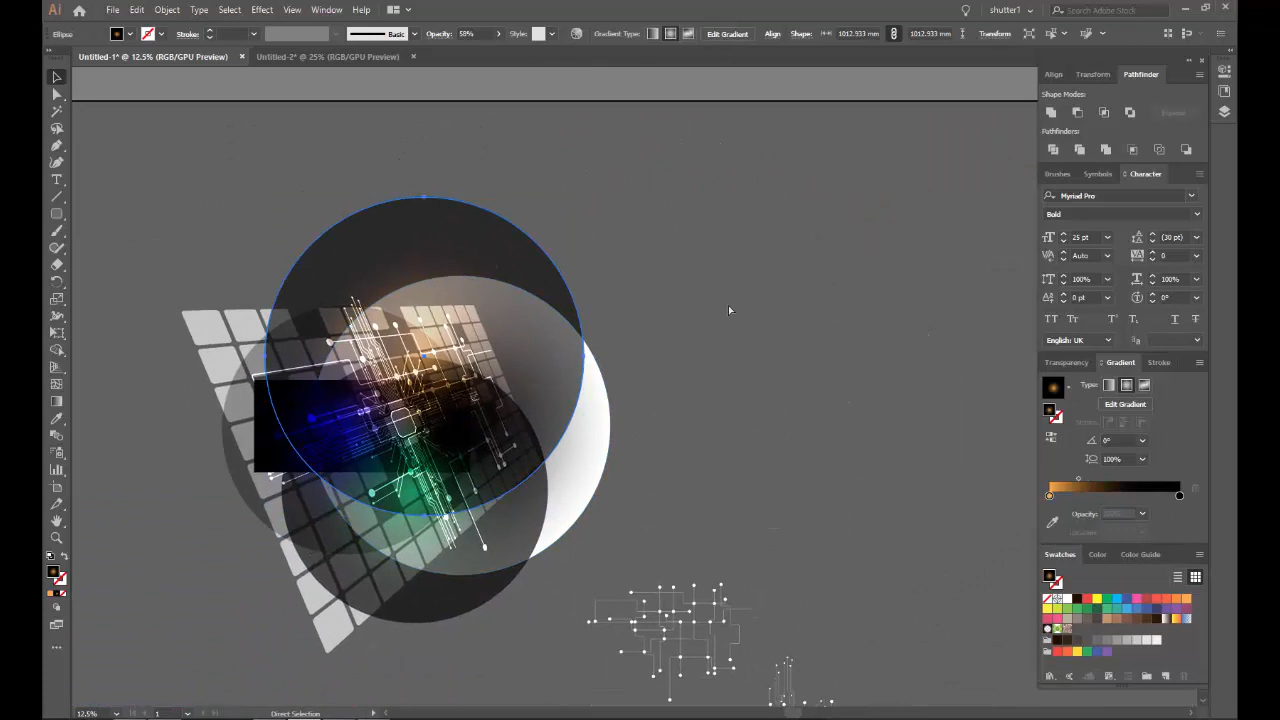 Ai File Edit Object Type Select Effect View Window Help shutter1 Search Adobe Stock
Ellipse Stroke: Basic Opacity: 58% Style: Gradient Type: Edit Gradient Align Shape: 1012.933 mm 1012.933 mm Transform
Untitled-1* @ 12.5% (RGB/GPU Preview) Untitled-2* @ 25% (RGB/GPU Preview)
Align Transform Pathfinder
Shape Modes:
Expand
Pathfinders:
Brushes Symbols Character
Myriad Pro
Bold
25 pt (30 pt)
Auto 0
100% 100%
0 pt 0°
English: UK
Transparency Gradient Stroke
Edit Gradient
Stroke:
0°
100%
Opacity:
Location:
Swatches Color Color Guide
12.5% 1 Direct Selection